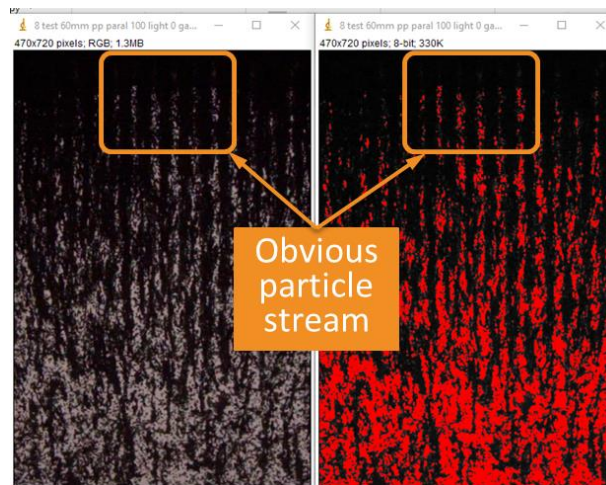 8 test 60mm pp paral 100 light 0 ga...
470x720 pixels; RGB; 1.3MB
8 test 60mm pp paral 100 light 0 ga...
470x720 pixels; 8-bit; 330K
Obvious
particle
stream